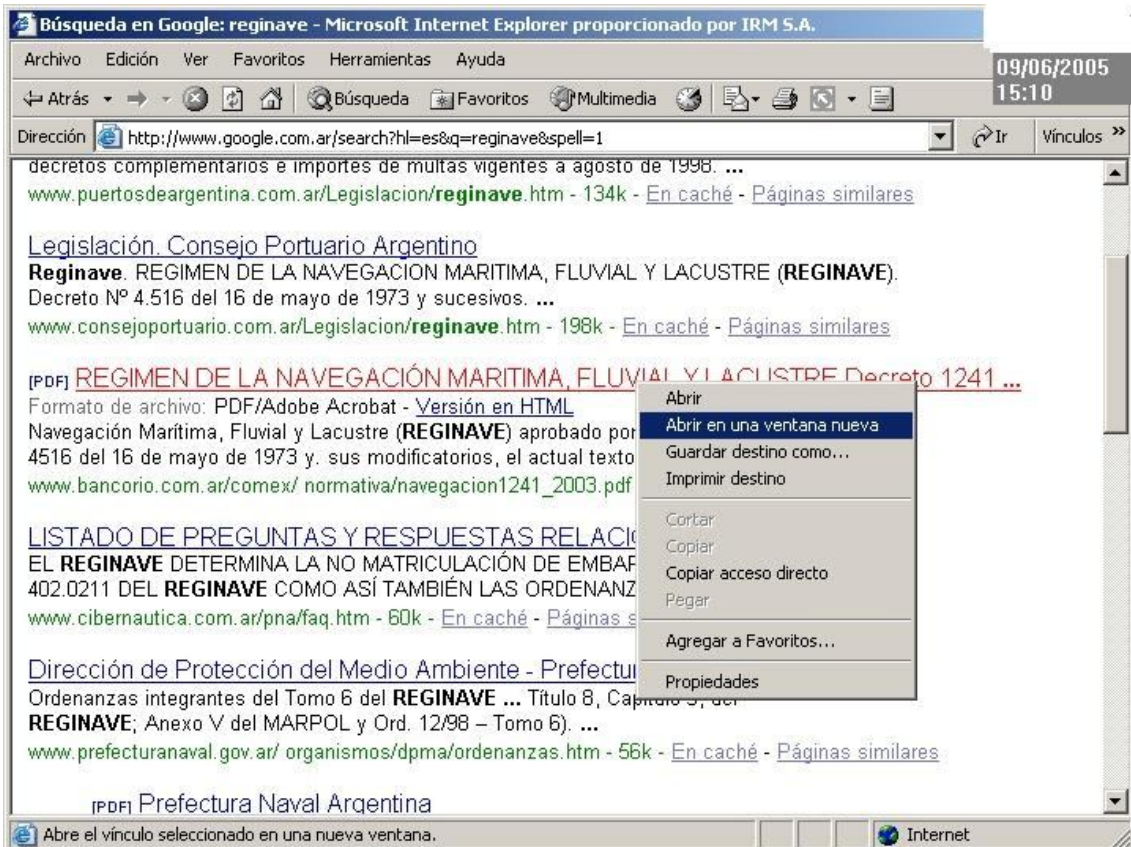 Búsqueda en Google: reginave - Microsoft Internet Explorer proporcionado por IRM S.A.
Archivo Edición Ver Favoritos Herramientas Ayuda
09/06/2005
15:10
Atrás Búsqueda Favoritos Multimedia
Dirección http://www.google.com.ar/search?hl=es&q=reginave&spell=1 Ir Vínculos »
decretos complementarios e importes de multas vigentes a agosto de 1998. ...
www.puertosdeargentina.com.ar/Legislacion/reginave.htm - 134k - En caché - Páginas similares
Legislación. Consejo Portuario Argentino
Reginave. REGIMEN DE LA NAVEGACION MARITIMA, FLUVIAL Y LACUSTRE (REGINAVE).
Decreto Nº 4.516 del 16 de mayo de 1973 y sucesivos. ...
www.consejoportuario.com.ar/Legislacion/reginave.htm - 198k - En caché - Páginas similares
[PDF] REGIMEN DE LA NAVEGACIÓN MARITIMA, FLUVIAL Y LACUSTRE Decreto 1241 ...
Formato de archivo: PDF/Adobe Acrobat - Versión en HTML
Navegación Marítima, Fluvial y Lacustre (REGINAVE) aprobado por
4516 del 16 de mayo de 1973 y. sus modificatorios, el actual texto
www.bancorio.com.ar/comex/ normativa/navegacion1241_2003.pdf
LISTADO DE PREGUNTAS Y RESPUESTAS
EL REGINAVE DETERMINA LA NO MATRICULACIÓN DE
402.0211 DEL REGINAVE COMO ASÍ TAMBIÉN LAS
www.cibernautica.com.ar/pna/faq.htm - 60k - En caché - Páginas
Dirección de Protección del Medio Ambiente -
Ordenanzas integrantes del Tomo 6 del REGINAVE ... Título 8,
REGINAVE; Anexo V del MARPOL y Ord. 12/98 – Tomo 6). ...
www.prefecturanaval.gov.ar/ organismos/dpma/ordenanzas.htm - 56k - En caché - Páginas similares
[PDF] Prefectura Naval Argentina
Abrir
Abrir en una ventana nueva
Guardar destino como...
Imprimir destino
Cortar
Copiar
Copiar acceso directo
Pegar
Agregar a Favoritos...
Propiedades
Abre el vínculo seleccionado en una nueva ventana. Internet